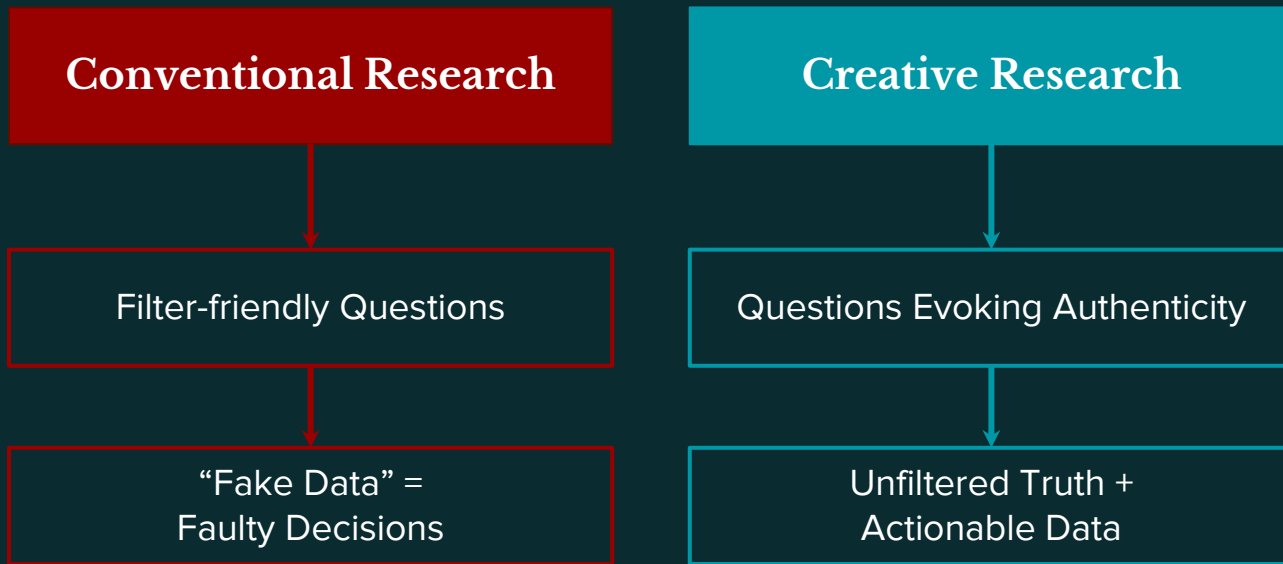 Conventional Research
Creative Research
Filter-friendly Questions
Questions Evoking Authenticity
“Fake Data” =
Faulty Decisions
Unfiltered Truth +
Actionable Data